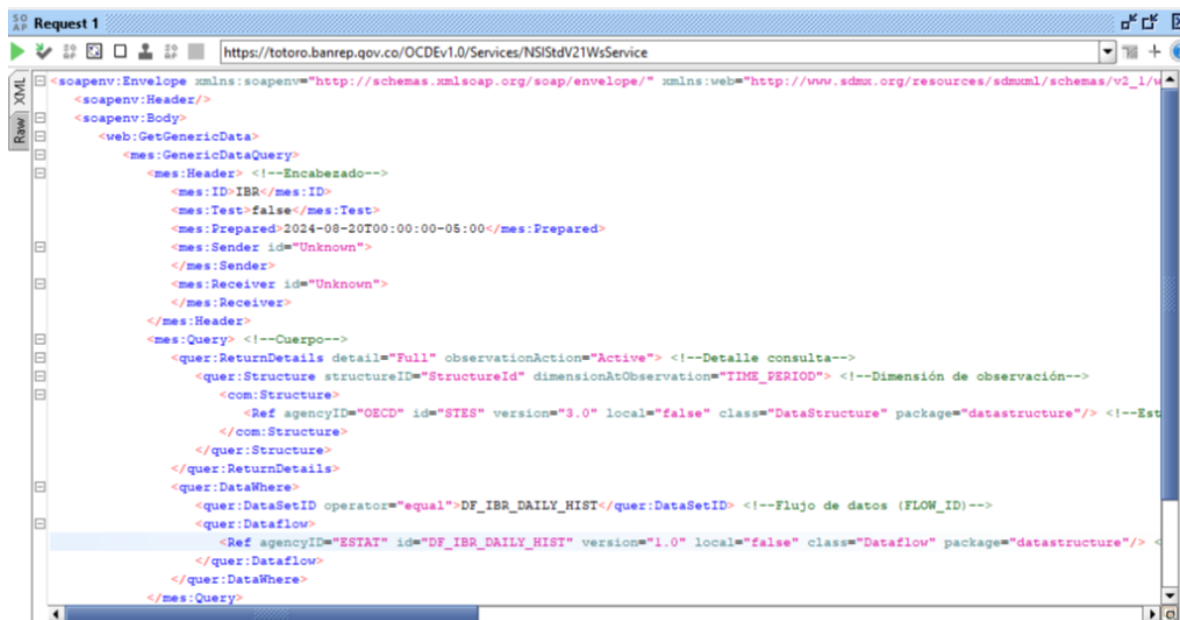 SO AP Request 1
https://totoro.banrep.gov.co/OCDEv1.0/Services/NSIStdV21WsService
XML
Raw
<soapenv:Envelope xmlns:soapenv="http://schemas.xmlsoap.org/soap/envelope/" xmlns:web="http://www.sdmx.org/resources/sdmxml/schemas/v2_1/w
<soapenv:Header/>
<soapenv:Body>
<web:GetGenericData>
<mes:GenericDataQuery>
<mes:Header> <!--Encabezado-->
<mes:ID>IBR</mes:ID>
<mes:Test>false</mes:Test>
<mes:Prepared>2024-08-20T00:00:00-05:00</mes:Prepared>
<mes:Sender id="Unknown">
</mes:Sender>
<mes:Receiver id="Unknown">
</mes:Receiver>
</mes:Header>
<mes:Query> <!--Cuerpo-->
<quer:ReturnDetails detail="Full" observationAction="Active"> <!--Detalle consulta-->
<quer:Structure structureID="StructureId" dimensionAtObservation="TIME_PERIOD"> <!--Dimensión de observación-->
<com:Structure>
<Ref agencyID="OECD" id="STES" version="3.0" local="false" class="DataStructure" package="datastructure"/> <!--Est
</com:Structure>
</quer:Structure>
</quer:ReturnDetails>
<quer:DataWhere>
<quer:DataSetID operator="equal">DF_IBR_DAILY_HIST</quer:DataSetID> <!--Flujo de datos (FLOW_ID)-->
<quer:Dataflow>
<Ref agencyID="ESTAT" id="DF_IBR_DAILY_HIST" version="1.0" local="false" class="Dataflow" package="datastructure"/> <
</quer:Dataflow>
</quer:DataWhere>
</mes:Query>